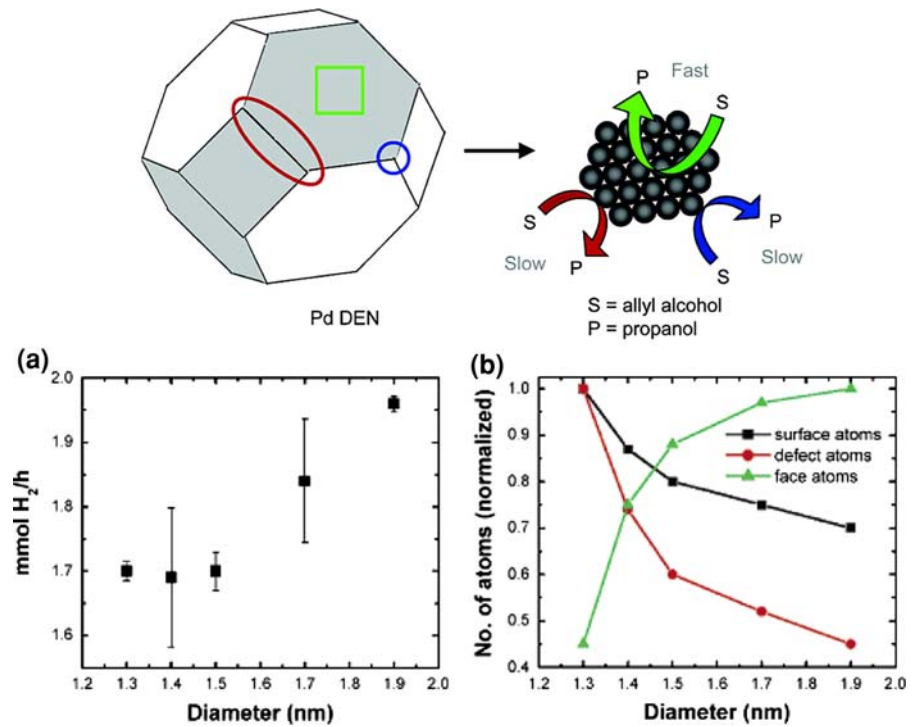 P
Fast
S
S
P
P
Slow
Slow
S
S = allyl alcohol
P = propanol
Pd DEN
(a)
2.0
1.9
1.8
1.7
1.6
mmol H₂/h
1.2 1.3 1.4 1.5 1.6 1.7 1.8 1.9 2.0
Diameter (nm)
(b)
1.0
0.9
0.8
0.7
0.6
0.5
0.4
No. of atoms (normalized)
surface atoms
defect atoms
face atoms
1.2 1.3 1.4 1.5 1.6 1.7 1.8 1.9 2.0
Diameter (nm)